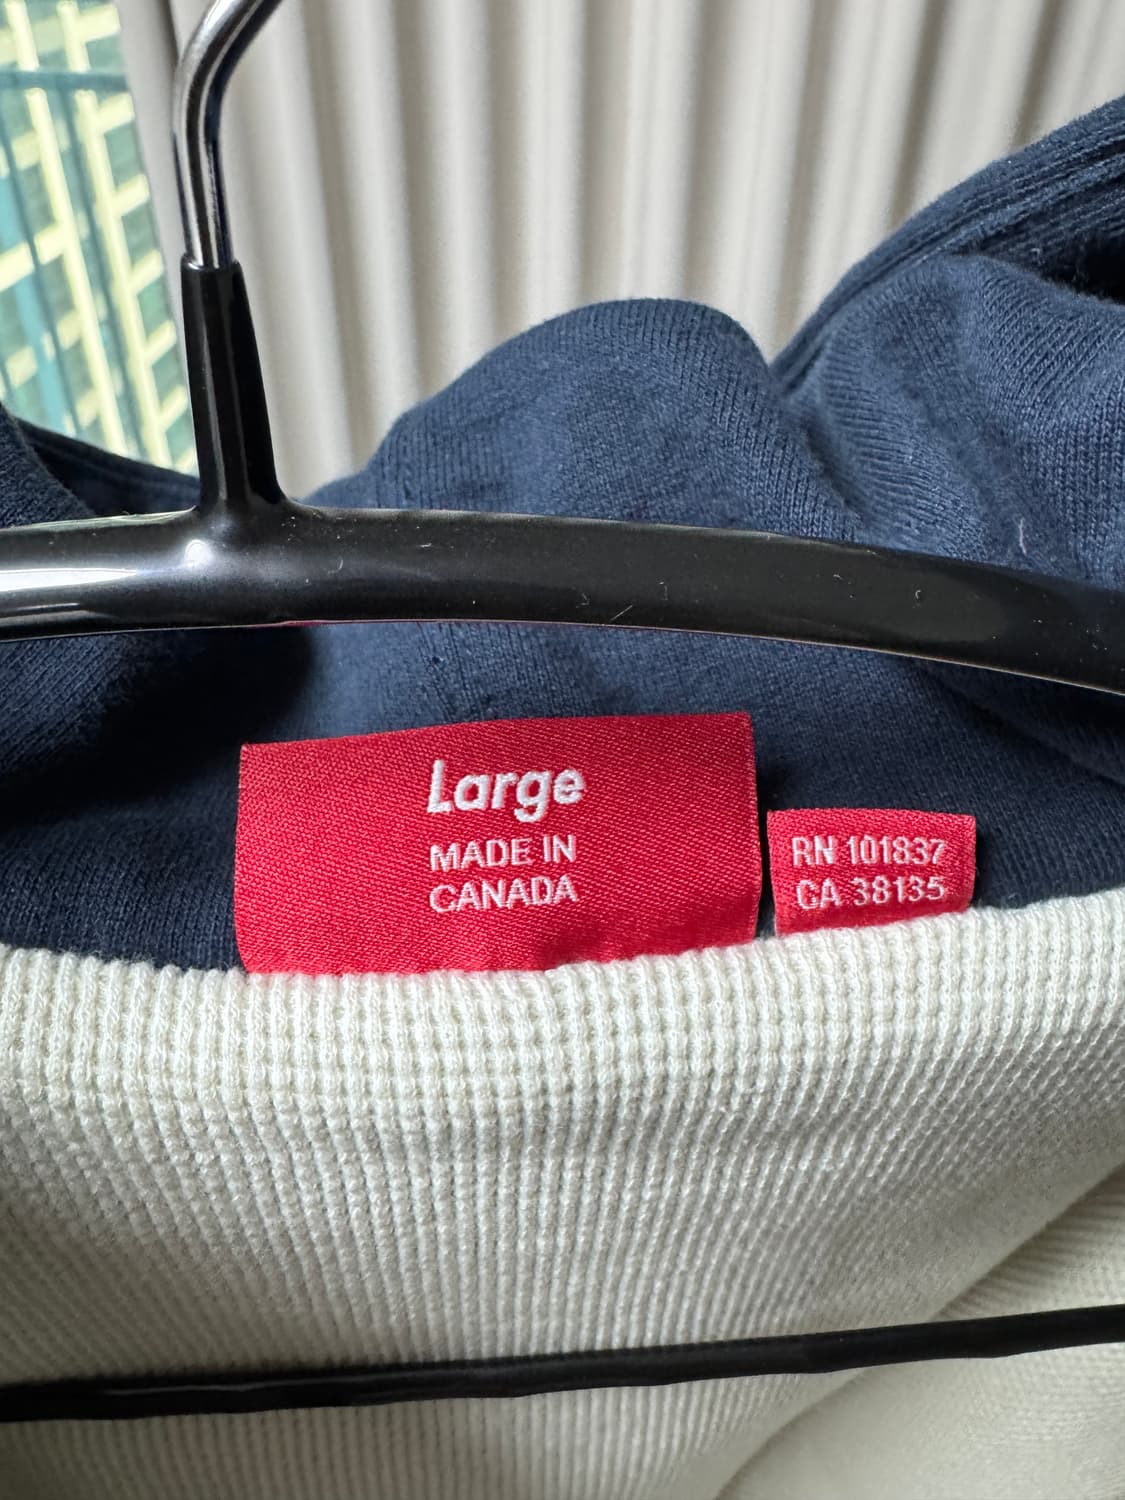 Large
MADE IN
CANADA
RN 101837
CA 38135